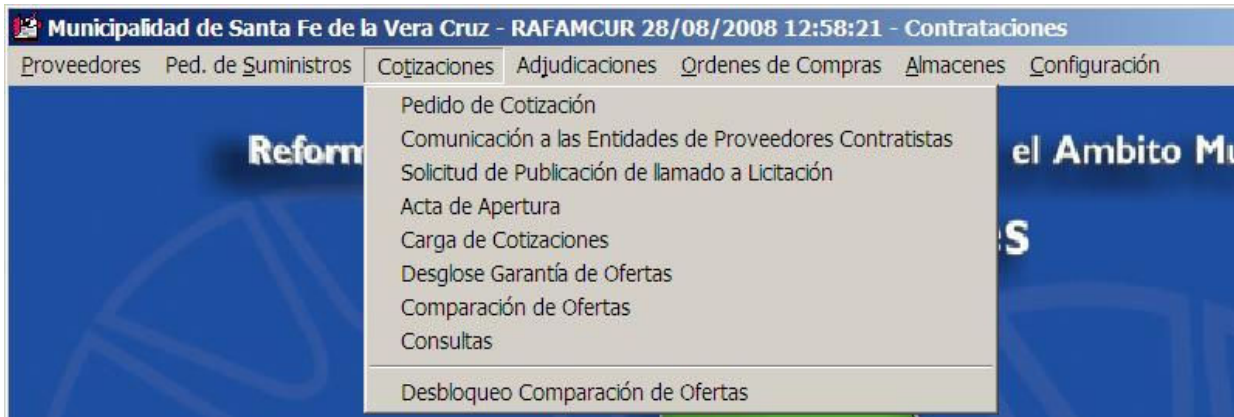 Municipalidad de Santa Fe de la Vera Cruz - RAFAMCUR 28/08/2008 12:58:21 - Contrataciones
Proveedores Ped. de Suministros Cotizaciones Adjudicaciones Ordenes de Compras Almacenes Configuración
Pedido de Cotización
Comunicación a las Entidades de Proveedores Contratistas
Solicitud de Publicación de llamado a Licitación
Acta de Apertura
Carga de Cotizaciones
Desglose Garantía de Ofertas
Comparación de Ofertas
Consultas
Desbloqueo Comparación de Ofertas
el Ambito